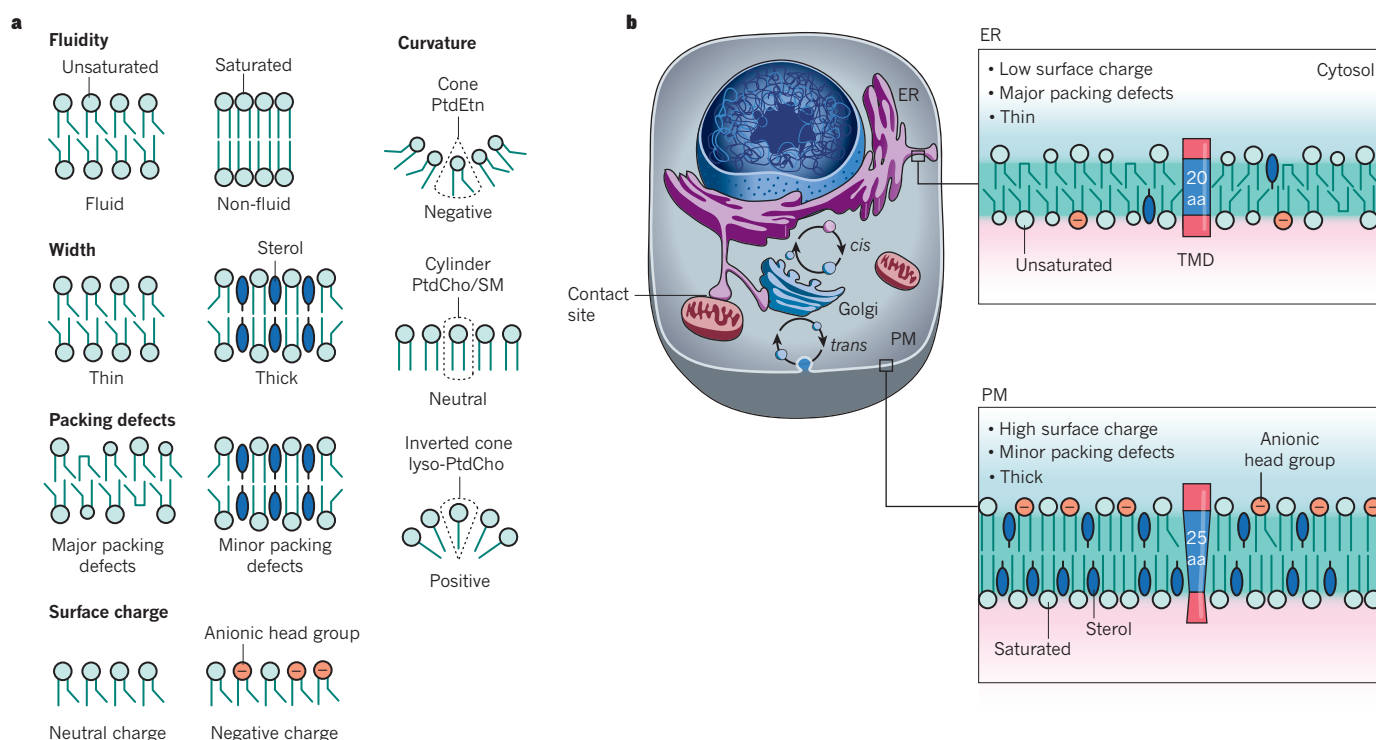 a
Fluidity
Unsaturated
Saturated
Fluid
Non-fluid
Width
Sterol
Thin
Thick
Packing defects
Major packing
defects
Minor packing
defects
Surface charge
Anionic head group
− − −
Neutral charge
Negative charge
Curvature
Cone
PtdEtn
Negative
Cylinder
PtdCho/SM
Neutral
Inverted cone
lyso-PtdCho
Positive
b
ER
cis
Golgi
Contact
site
trans
PM
ER
• Low surface charge
• Major packing defects
• Thin
Cytosol
20
aa
− −
Unsaturated
TMD
PM
• High surface charge
• Minor packing defects
• Thick
Anionic
head group
− − − − − −
25
aa
Sterol
Saturated